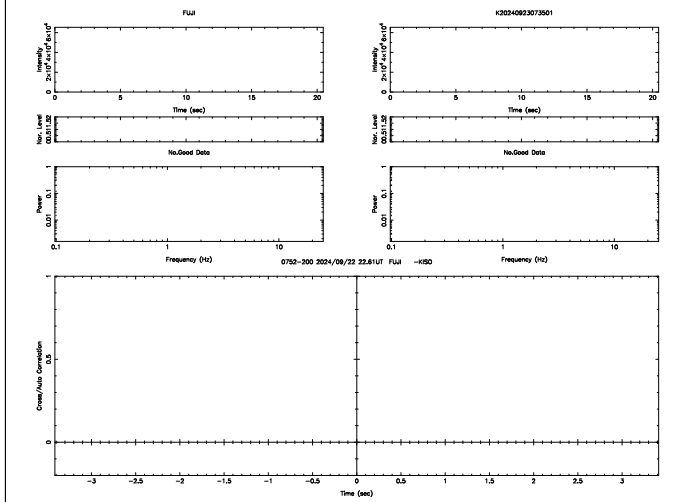 FUJI
K20240923073501
Intensity
2×10⁴ 4×10⁴ 6×10⁴
0
0 5 10 15 20
Time (sec)
Intensity
2×10⁴ 4×10⁴ 6×10⁴
0
0 5 10 15 20
Time (sec)
Nor. Level
00.511.52
Nor. Level
00.511.52
No.Good Data
No.Good Data
Power
1
0.1
0.01
0.1 1 10
Frequency (Hz)
Power
1
0.1
0.01
0.1 1 10
Frequency (Hz)
0752-200 2024/09/22 22.61UT FUJI -KISO
Cross/Auto Correlation
1
0.5
0
-3 -2.5 -2 -1.5 -1 -0.5 0 0.5 1 1.5 2 2.5 3
Time (sec)